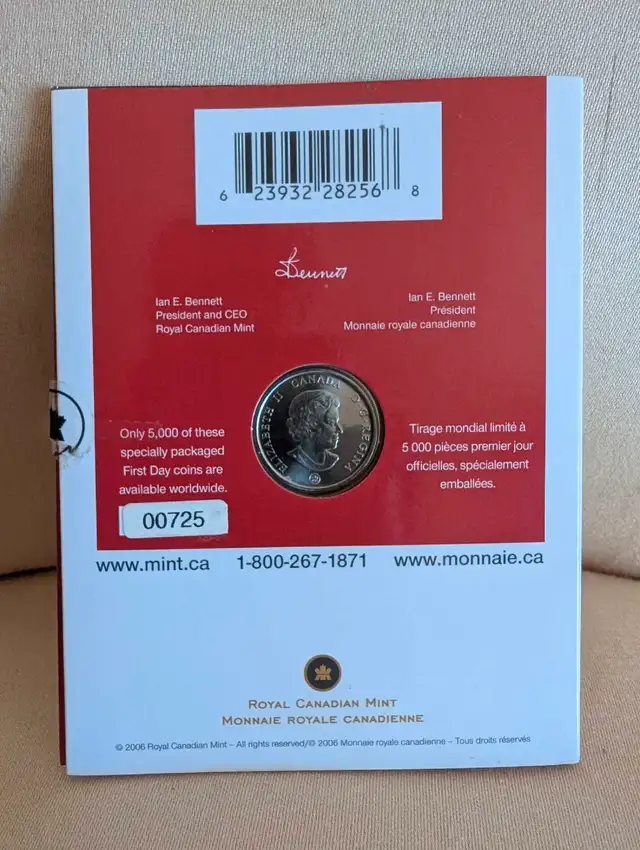 6 23932 28256 8
Bennett
Ian E. Bennett
President and CEO
Royal Canadian Mint
Ian E. Bennett
Président
Monnaie royale canadienne
ELIZABETH II CANADA D·G·REGINA
Only 5,000 of these
specially packaged
First Day coins are
available worldwide.
00725
Tirage mondial limité à
5 000 pièces premier jour
officielles, spécialement
emballées.
www.mint.ca 1-800-267-1871 www.monnaie.ca
ROYAL CANADIAN MINT
MONNAIE ROYALE CANADIENNE
© 2006 Royal Canadian Mint – All rights reserved/© 2006 Monnaie royale canadienne – Tous droits réservés